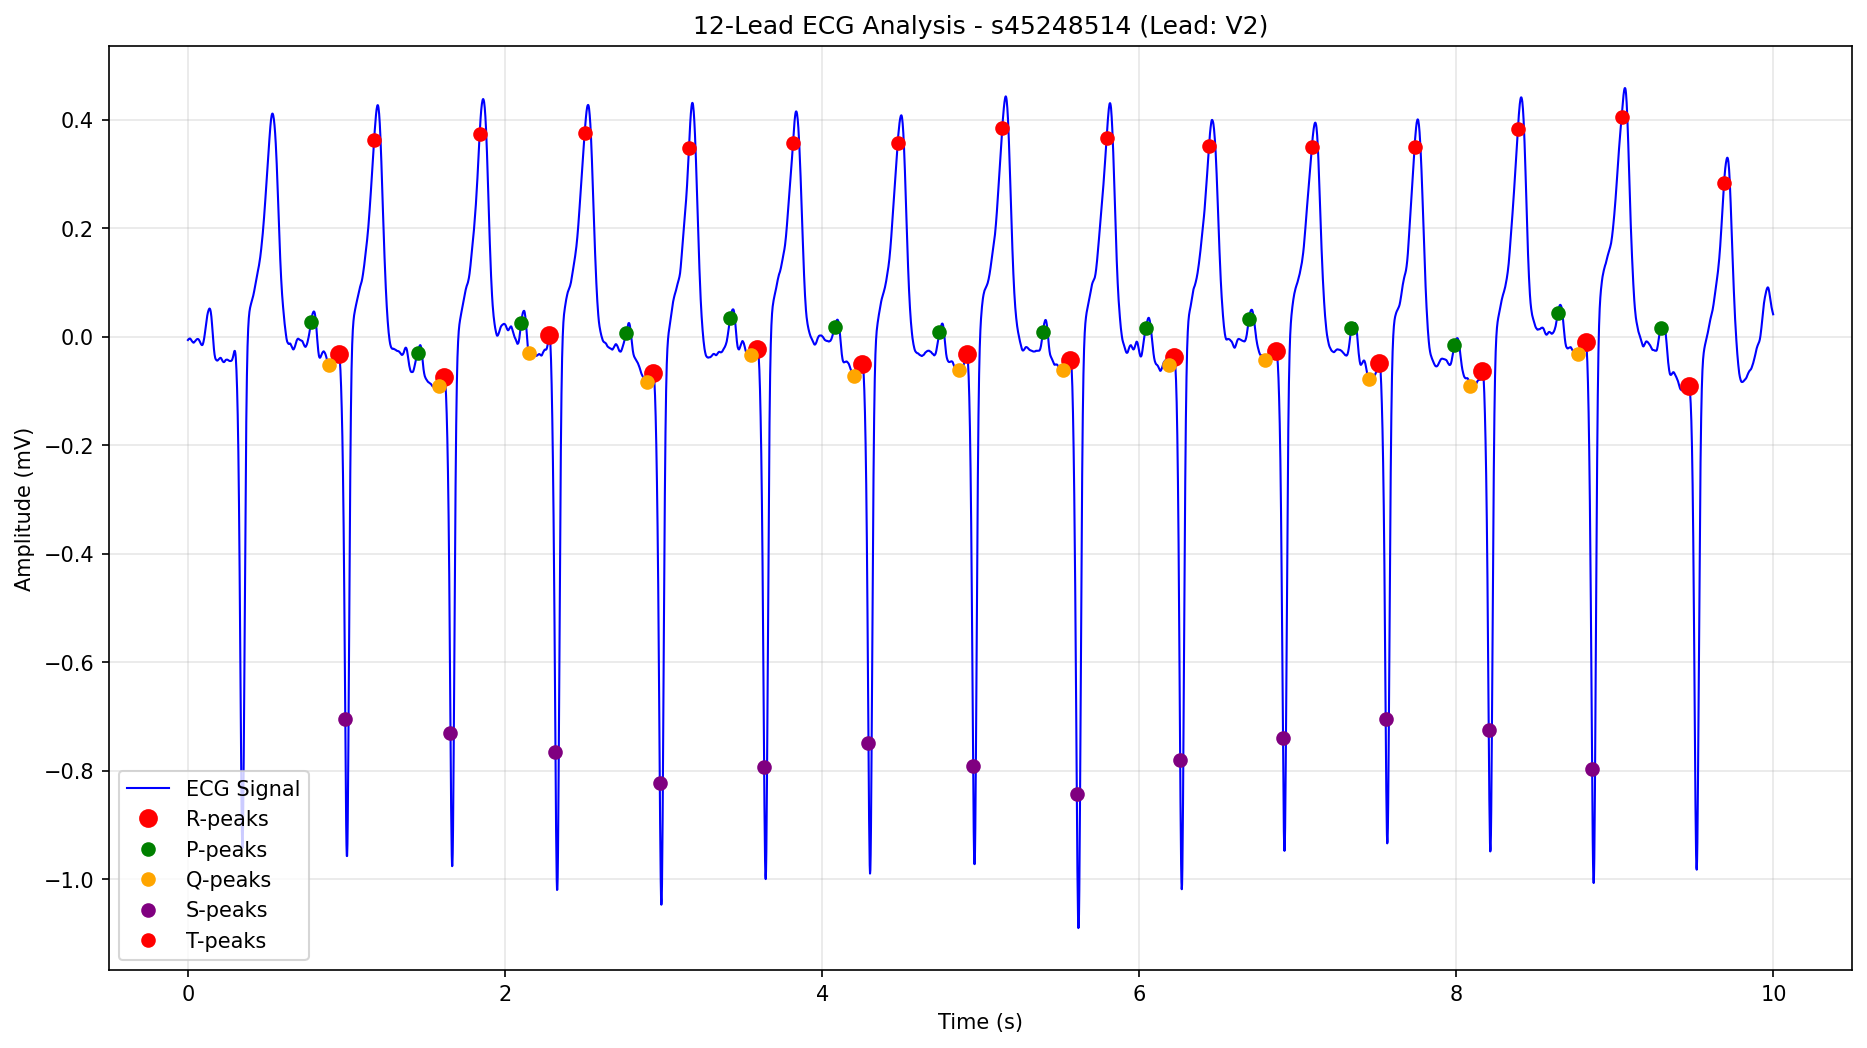 12-Lead ECG Analysis - s45248514 (Lead: V2)
Amplitude (mV)
0.4
0.2
0.0
−0.2
−0.4
−0.6
−0.8
−1.0
ECG Signal
R-peaks
P-peaks
Q-peaks
S-peaks
T-peaks
0 2 4 6 8 10
Time (s)